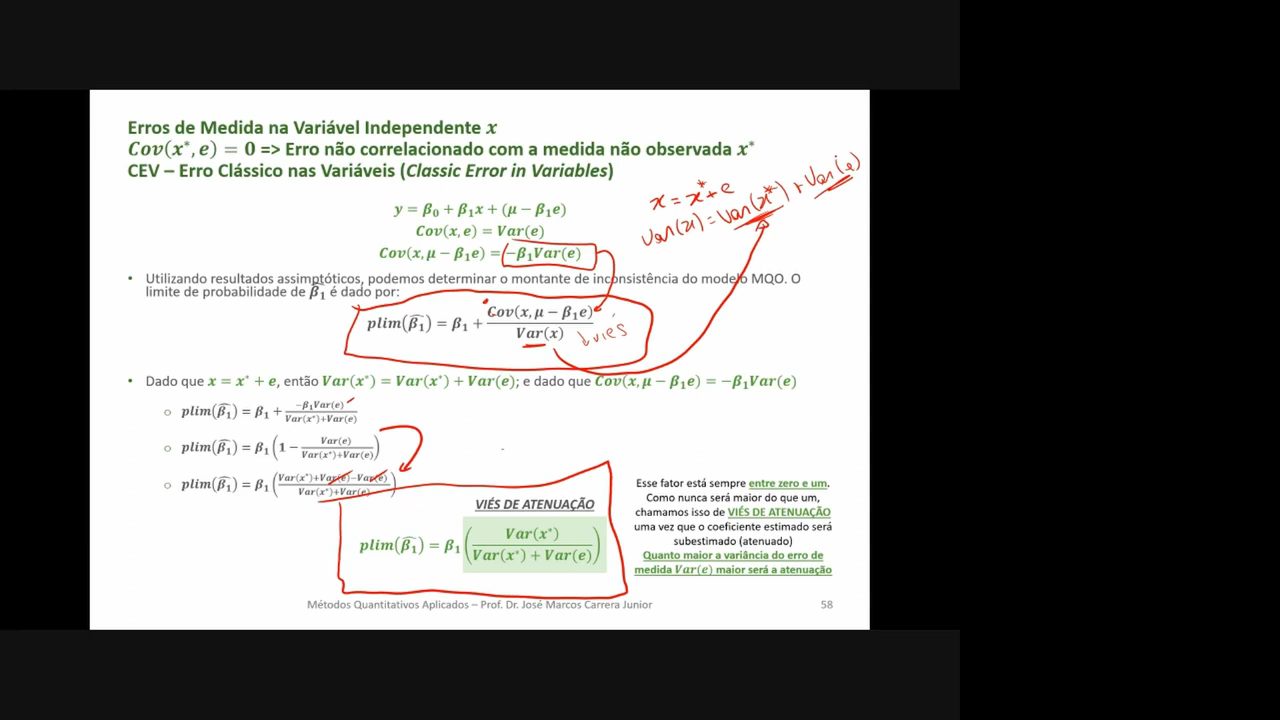 Erros de Medida na Variável Independente x
Cov(x*, e) = 0 => Erro não correlacionado com a medida não observada x*
CEV – Erro Clássico nas Variáveis (Classic Error in Variables)
x = x* + e
Var(x) = Var(x*) + Var(e)
y = β₀ + β₁x + (μ − β₁e)
Cov(x, e) = Var(e)
Cov(x, μ − β₁e) = −β₁Var(e)
• Utilizando resultados assimptóticos, podemos determinar o montante de inconsistência do modelo MQO. O
limite de probabilidade de β̂₁ é dado por:
plim(β̂₁) = β₁ + Cov(x, μ − β₁e) / Var(x)
↓ viés
• Dado que x = x* + e, então Var(x*) = Var(x*) + Var(e); e dado que Cov(x, μ − β₁e) = −β₁Var(e)
o plim(β̂₁) = β₁ + −β₁Var(e) / Var(x*)+Var(e)
o plim(β̂₁) = β₁ (1 − Var(e) / Var(x*)+Var(e))
o plim(β̂₁) = β₁ (Var(x*)+Var(e)−Var(e) / Var(x*)+Var(e))
VIÉS DE ATENUAÇÃO
plim(β̂₁) = β₁ (Var(x*) / Var(x*) + Var(e))
Esse fator está sempre entre zero e um.
Como nunca será maior do que um,
chamamos isso de VIÉS DE ATENUAÇÃO
uma vez que o coeficiente estimado será
subestimado (atenuado)
Quanto maior a variância do erro de
medida Var(e) maior será a atenuação
Métodos Quantitativos Aplicados – Prof. Dr. José Marcos Carrera Junior
58